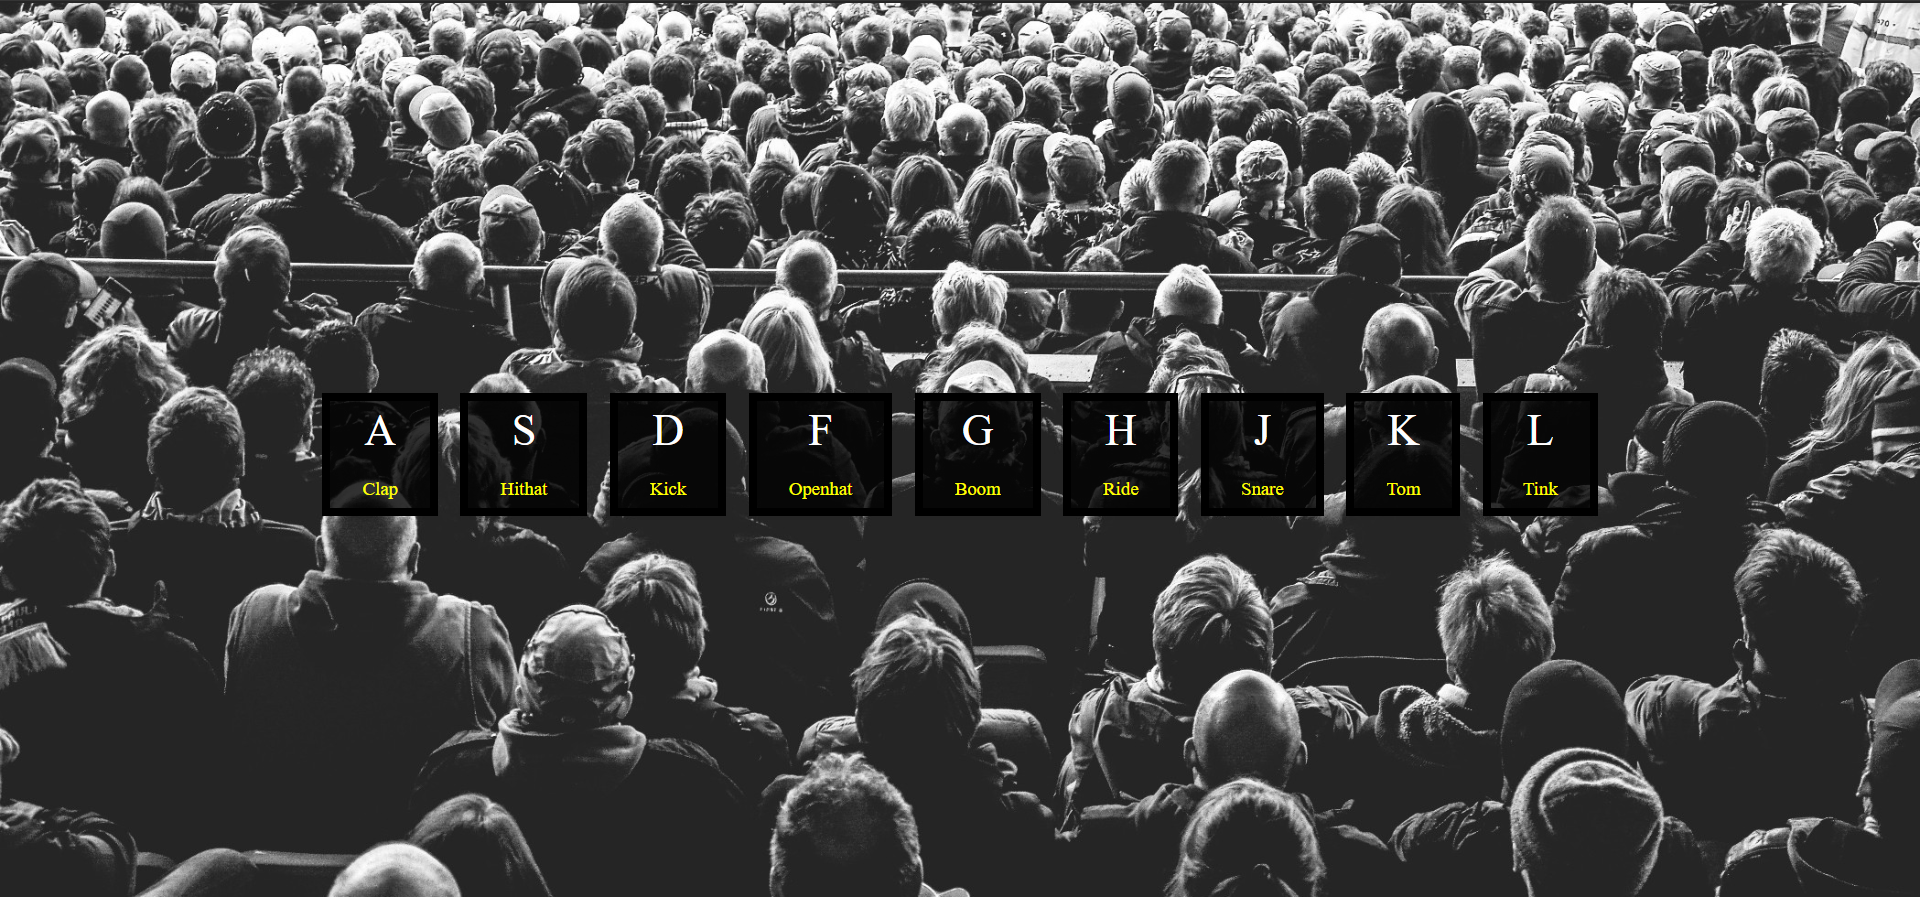 A S D F G H J K L
Clap Hithat Kick Openhat Boom Ride Snare Tom Tink